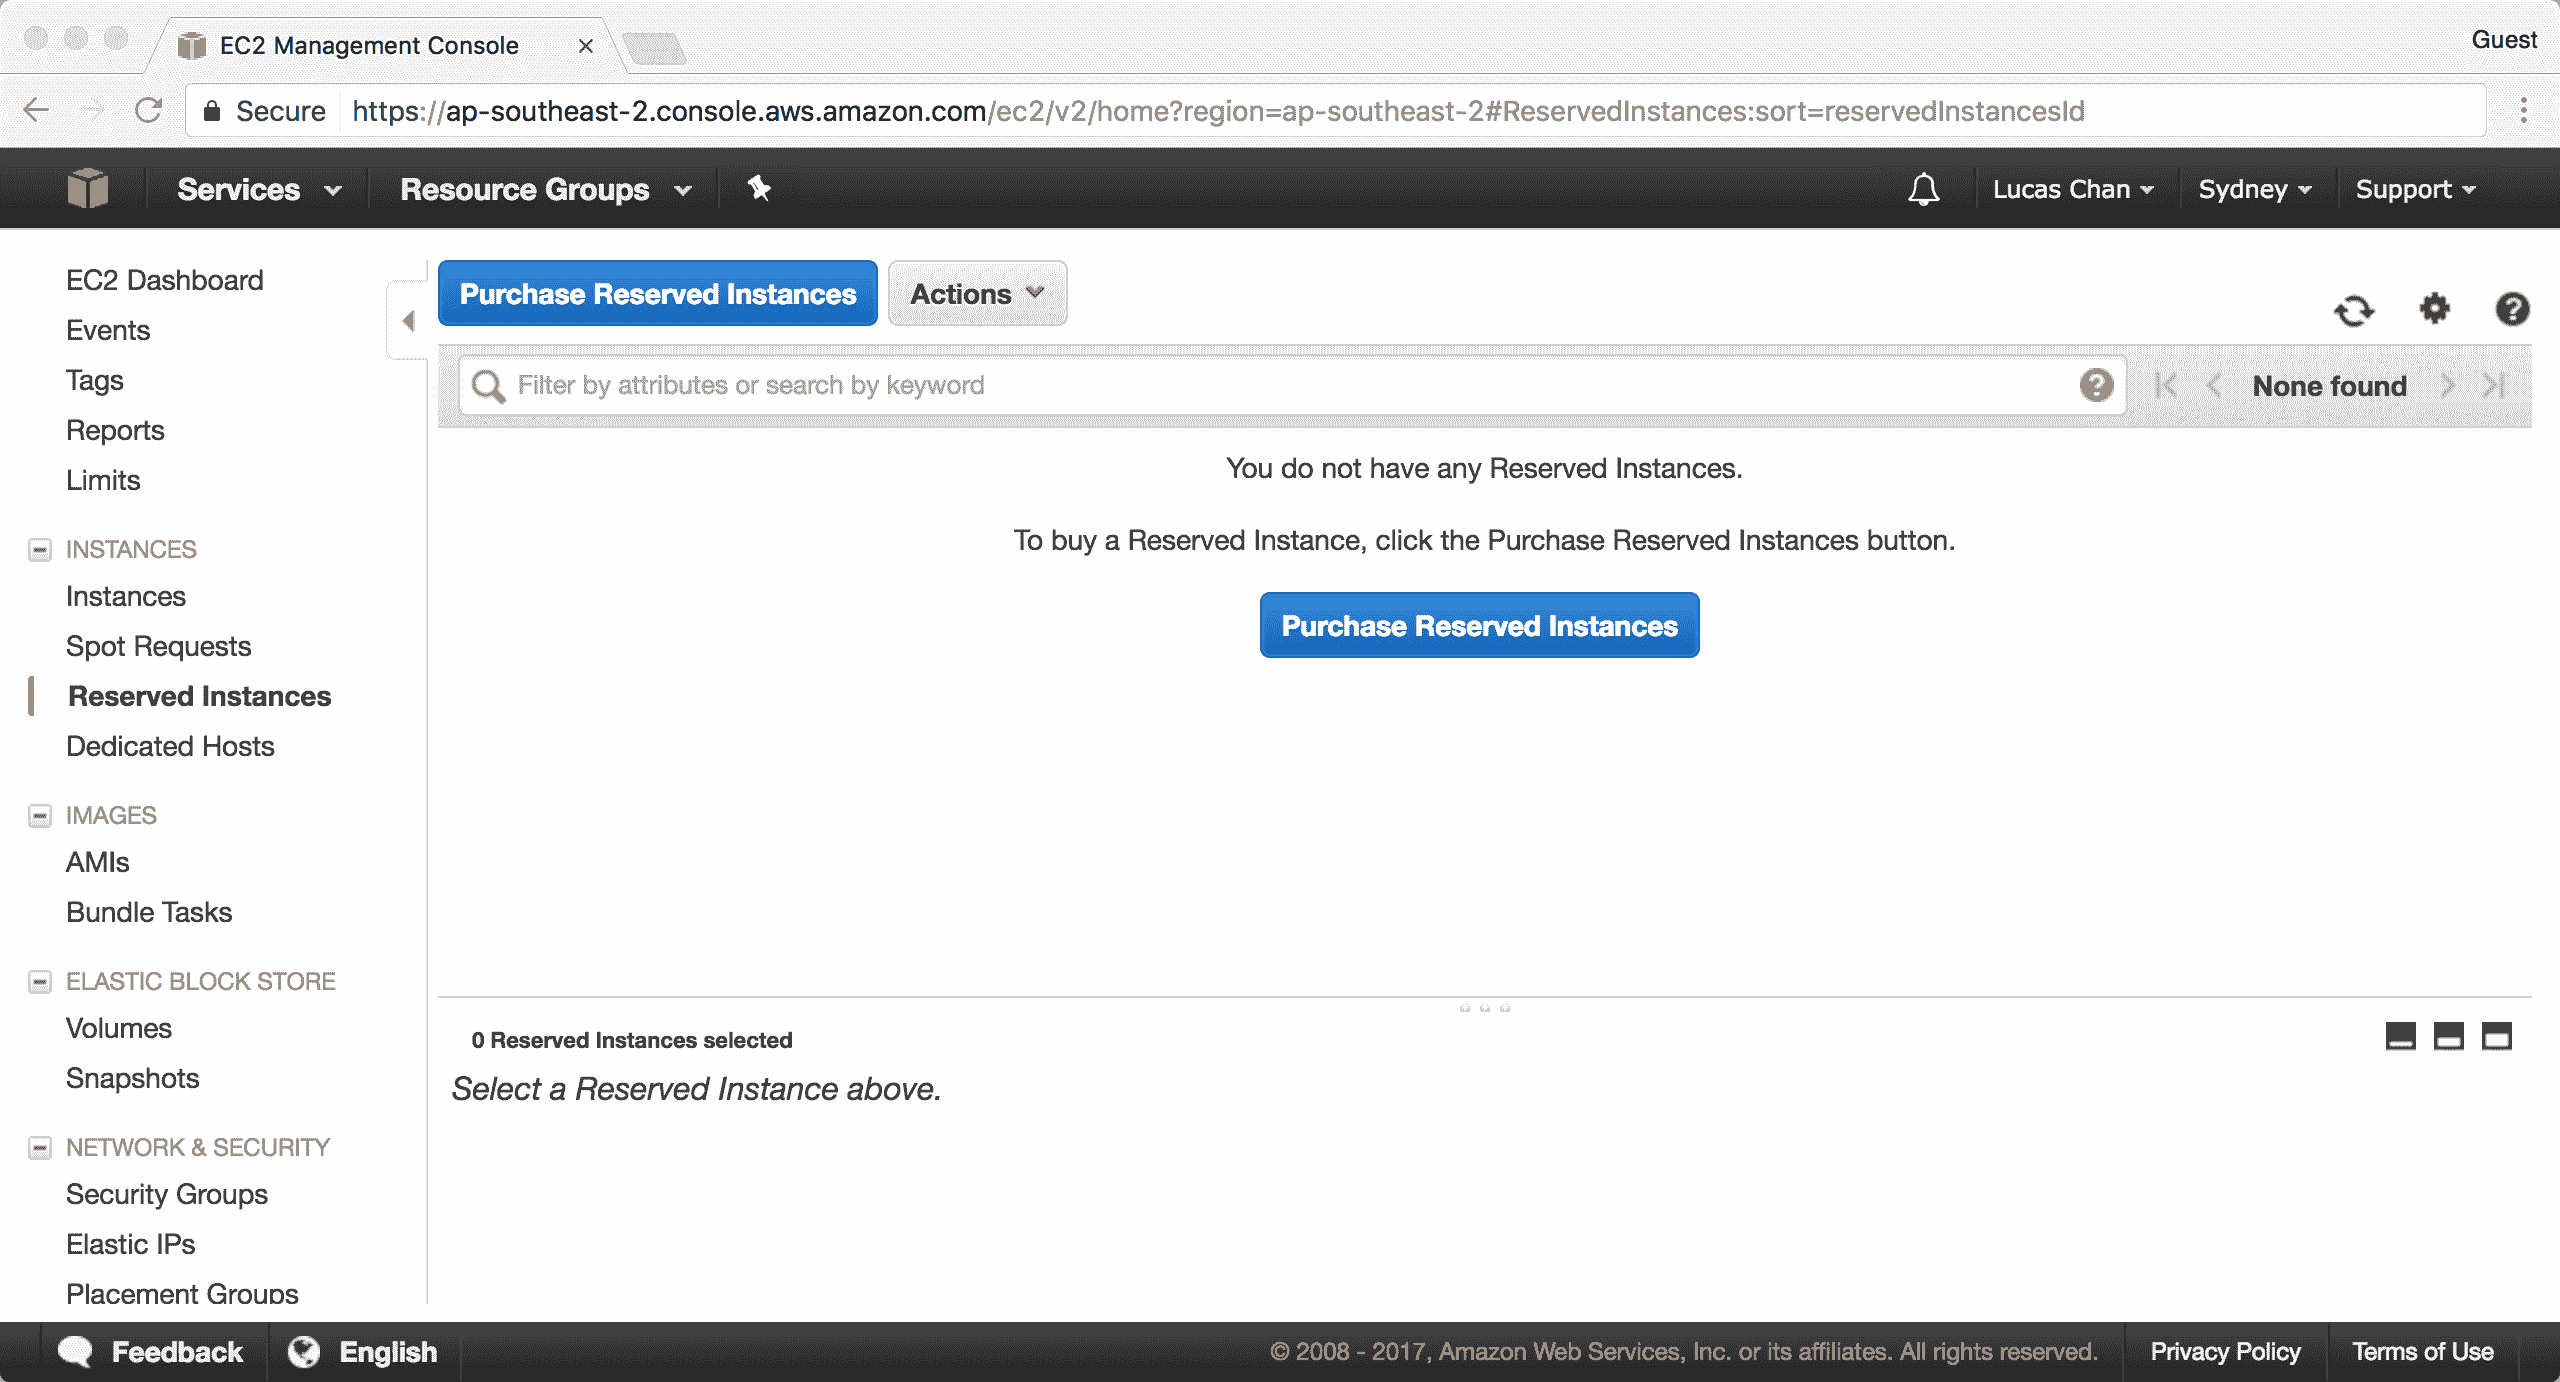 EC2 Management Console
Guest
Secure https://ap-southeast-2.console.aws.amazon.com/ec2/v2/home?region=ap-southeast-2#ReservedInstances:sort=reservedInstancesId
Services Resource Groups Lucas Chan Sydney Support
EC2 Dashboard
Events
Tags
Reports
Limits
INSTANCES
Instances
Spot Requests
Reserved Instances
Dedicated Hosts
IMAGES
AMIs
Bundle Tasks
ELASTIC BLOCK STORE
Volumes
Snapshots
NETWORK & SECURITY
Security Groups
Elastic IPs
Placement Groups
Purchase Reserved Instances Actions
Filter by attributes or search by keyword None found
You do not have any Reserved Instances.
To buy a Reserved Instance, click the Purchase Reserved Instances button.
Purchase Reserved Instances
0 Reserved Instances selected
Select a Reserved Instance above.
Feedback English © 2008 - 2017, Amazon Web Services, Inc. or its affiliates. All rights reserved. Privacy Policy Terms of Use